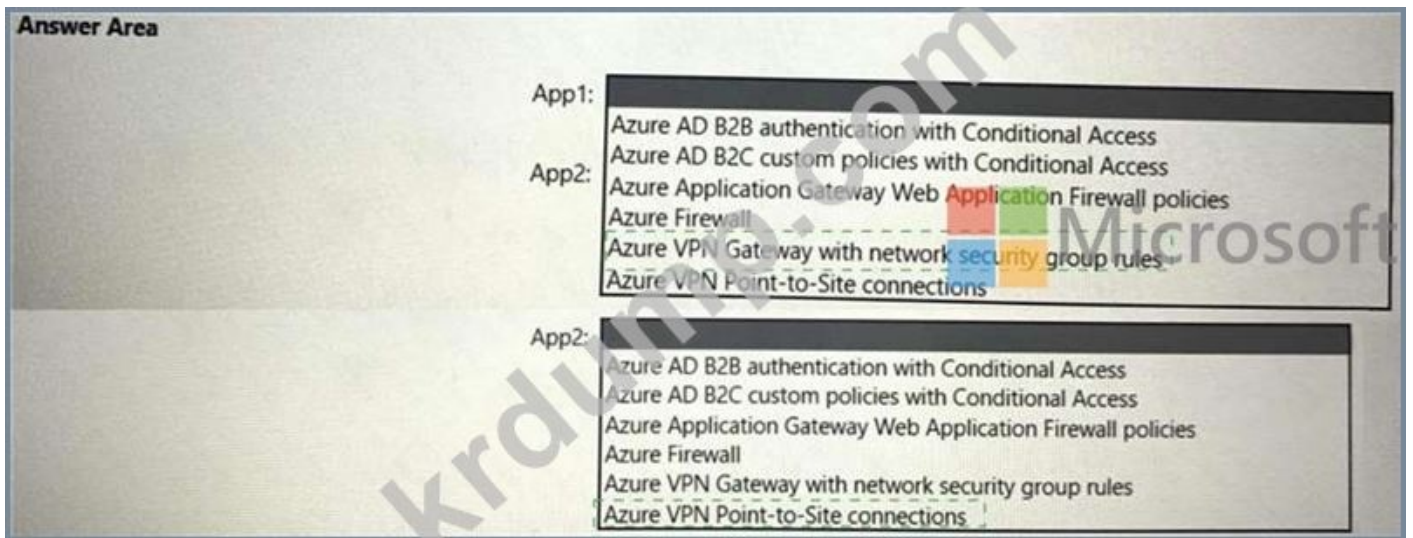 Answer Area
App1:
Azure AD B2B authentication with Conditional Access
Azure AD B2C custom policies with Conditional Access
App2:
Azure Application Gateway Web Application Firewall policies
Azure Firewall
Azure VPN Gateway with network security group rules
Azure VPN Point-to-Site connections
Microsoft
App2:
Azure AD B2B authentication with Conditional Access
Azure AD B2C custom policies with Conditional Access
Azure Application Gateway Web Application Firewall policies
Azure Firewall
Azure VPN Gateway with network security group rules
Azure VPN Point-to-Site connections
krdump.com